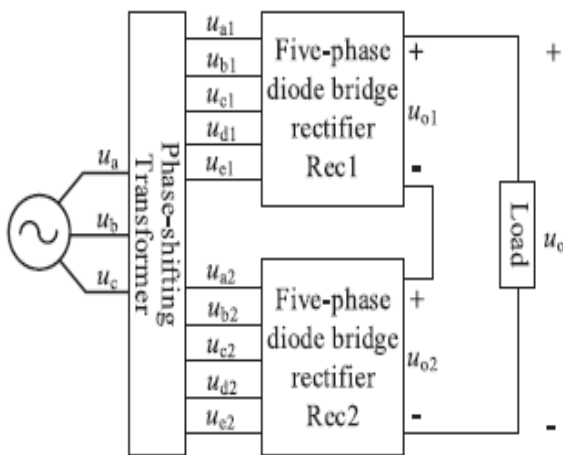 u_a
u_b
u_c
Phase-shifting
Transformer
u_a1
u_b1
u_c1
u_d1
u_e1
Five-phase
diode bridge
rectifier
Rec1
+
u_o1
-
u_a2
u_b2
u_c2
u_d2
u_e2
Five-phase
diode bridge
rectifier
Rec2
+
u_o2
-
Load
+
u_o
-